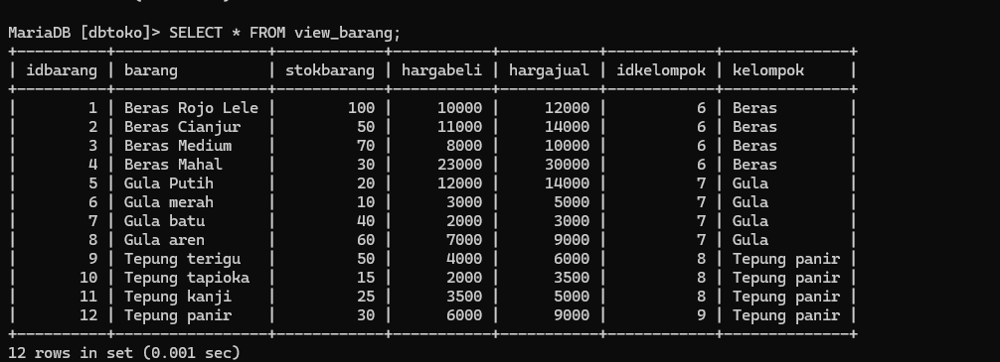 MariaDB [dbtoko]> SELECT * FROM view_barang;
+----------+-----------------+------------+-----------+-----------+------------+--------------+
| idbarang | barang          | stokbarang | hargabeli | hargajual | idkelompok | kelompok     |
+----------+-----------------+------------+-----------+-----------+------------+--------------+
|        1 | Beras Rojo Lele |        100 |     10000 |     12000 |          6 | Beras        |
|        2 | Beras Cianjur   |         50 |     11000 |     14000 |          6 | Beras        |
|        3 | Beras Medium    |         70 |      8000 |     10000 |          6 | Beras        |
|        4 | Beras Mahal     |         30 |     23000 |     30000 |          6 | Beras        |
|        5 | Gula Putih      |         20 |     12000 |     14000 |          7 | Gula         |
|        6 | Gula merah      |         10 |      3000 |      5000 |          7 | Gula         |
|        7 | Gula batu       |         40 |      2000 |      3000 |          7 | Gula         |
|        8 | Gula aren       |         60 |      7000 |      9000 |          7 | Gula         |
|        9 | Tepung terigu   |         50 |      4000 |      6000 |          8 | Tepung panir |
|       10 | Tepung tapioka  |         15 |      2000 |      3500 |          8 | Tepung panir |
|       11 | Tepung kanji    |         25 |      3500 |      5000 |          8 | Tepung panir |
|       12 | Tepung panir    |         30 |      6000 |      9000 |          9 | Tepung panir |
+----------+-----------------+------------+-----------+-----------+------------+--------------+
12 rows in set (0.001 sec)